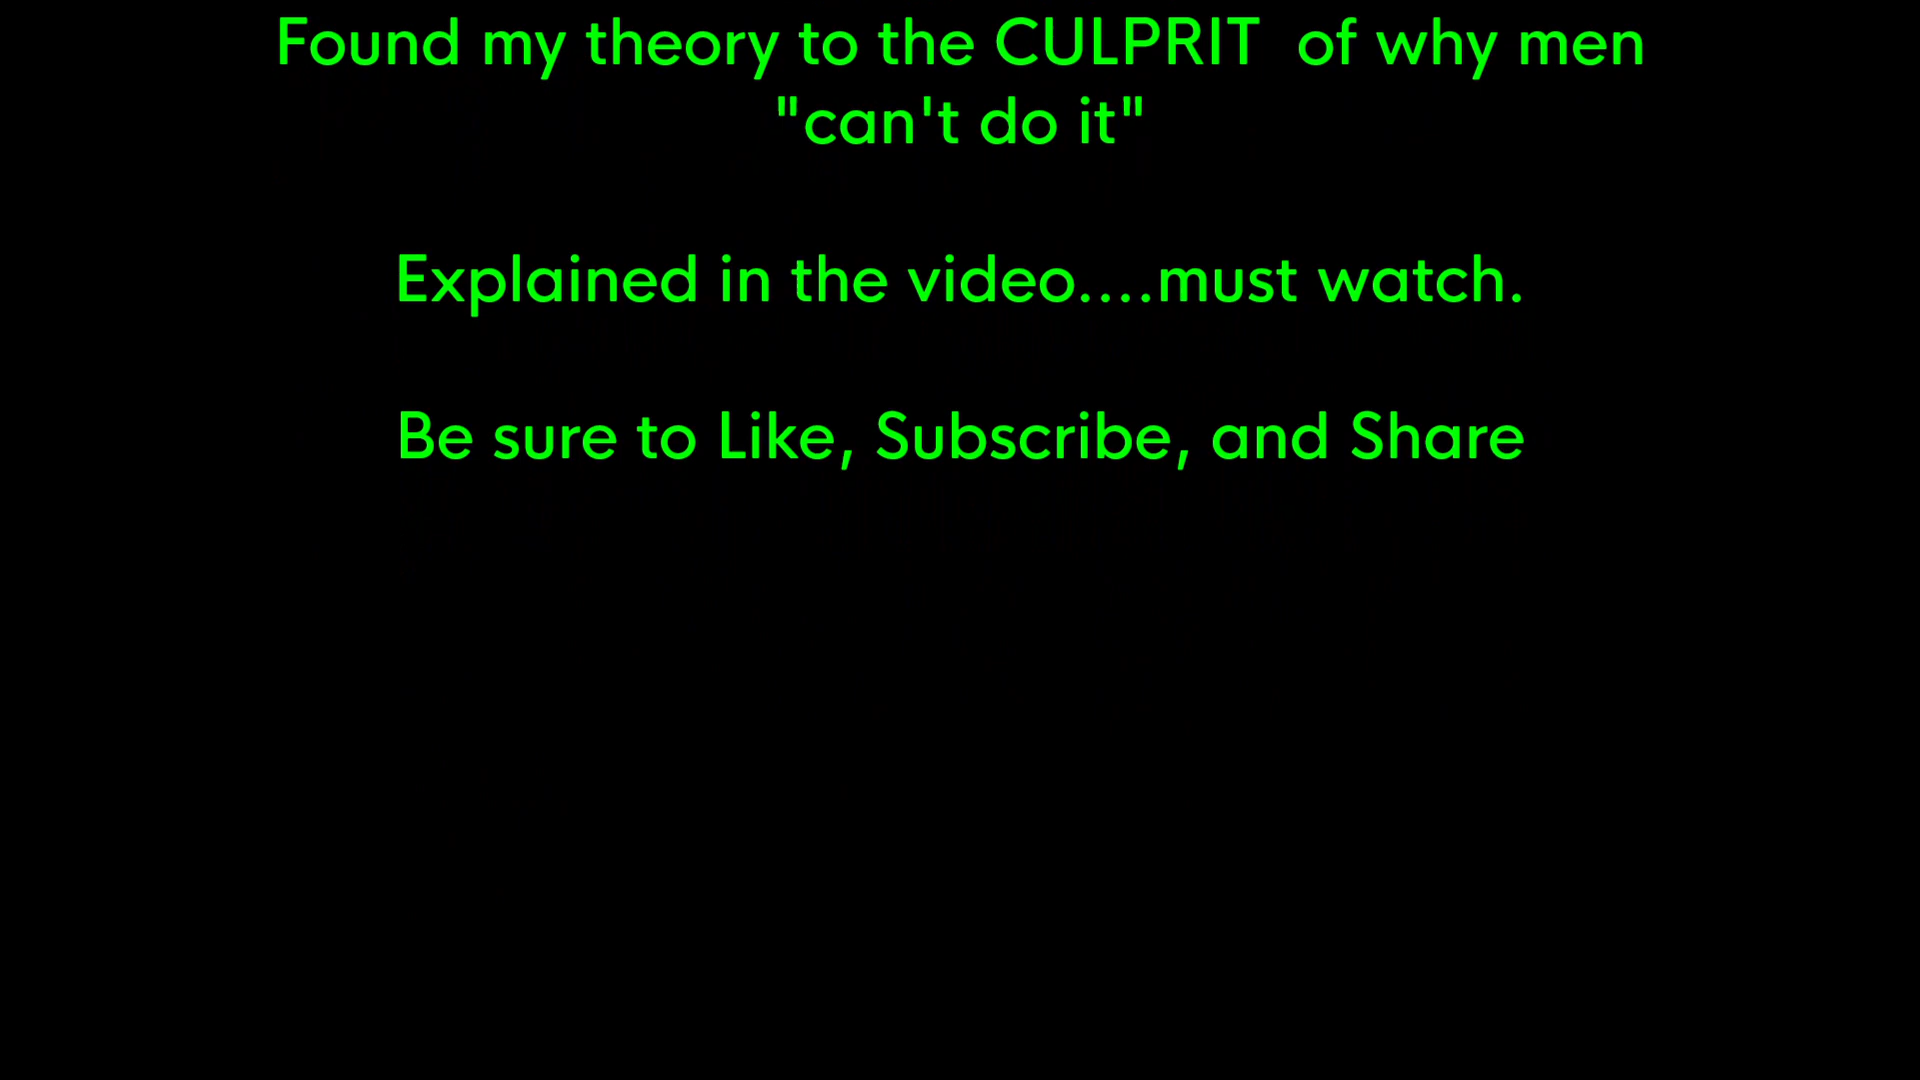 Found my theory to the CULPRIT  of why men
"can't do it"
Explained in the video....must watch.
Be sure to Like, Subscribe, and Share